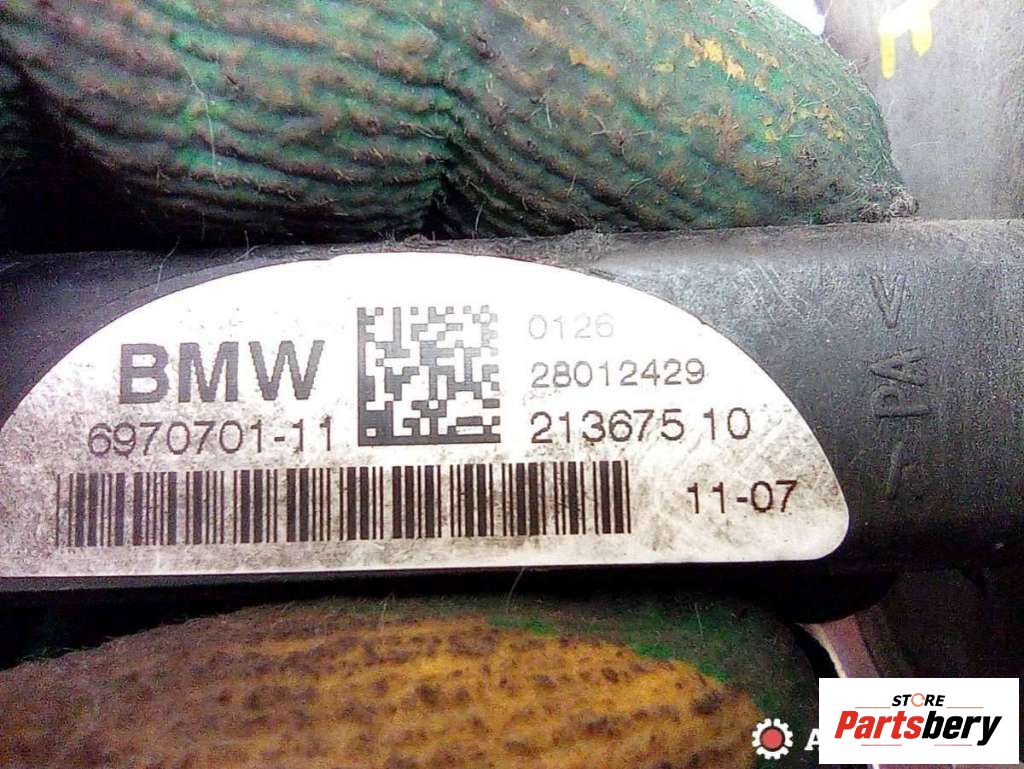 BMW
6970701-11
0126
28012429
213675 10
11-07
>PA<
STORE
Partsbery
A